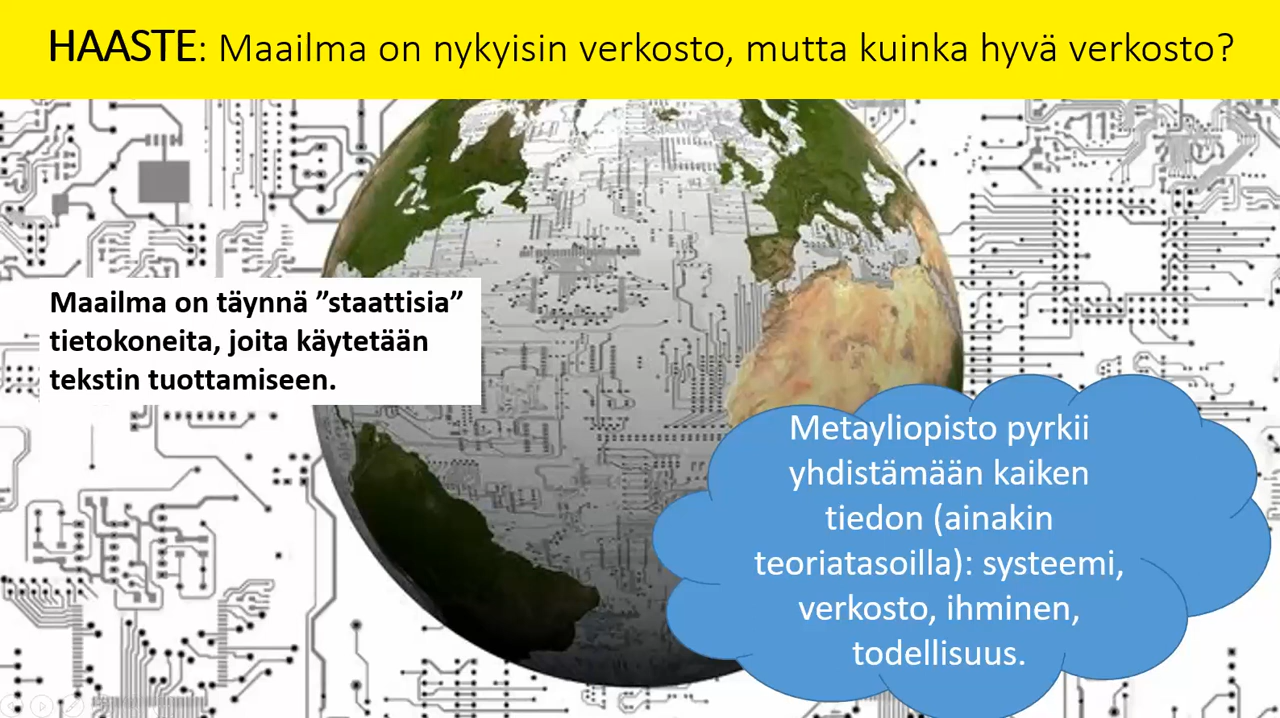 HAASTE: Maailma on nykyisin verkosto, mutta kuinka hyvä verkosto?
Maailma on täynnä ”staattisia”
tietokoneita, joita käytetään
tekstin tuottamiseen.
Metayliopisto pyrkii
yhdistämään kaiken
tiedon (ainakin
teoriatasoilla): systeemi,
verkosto, ihminen,
todellisuus.